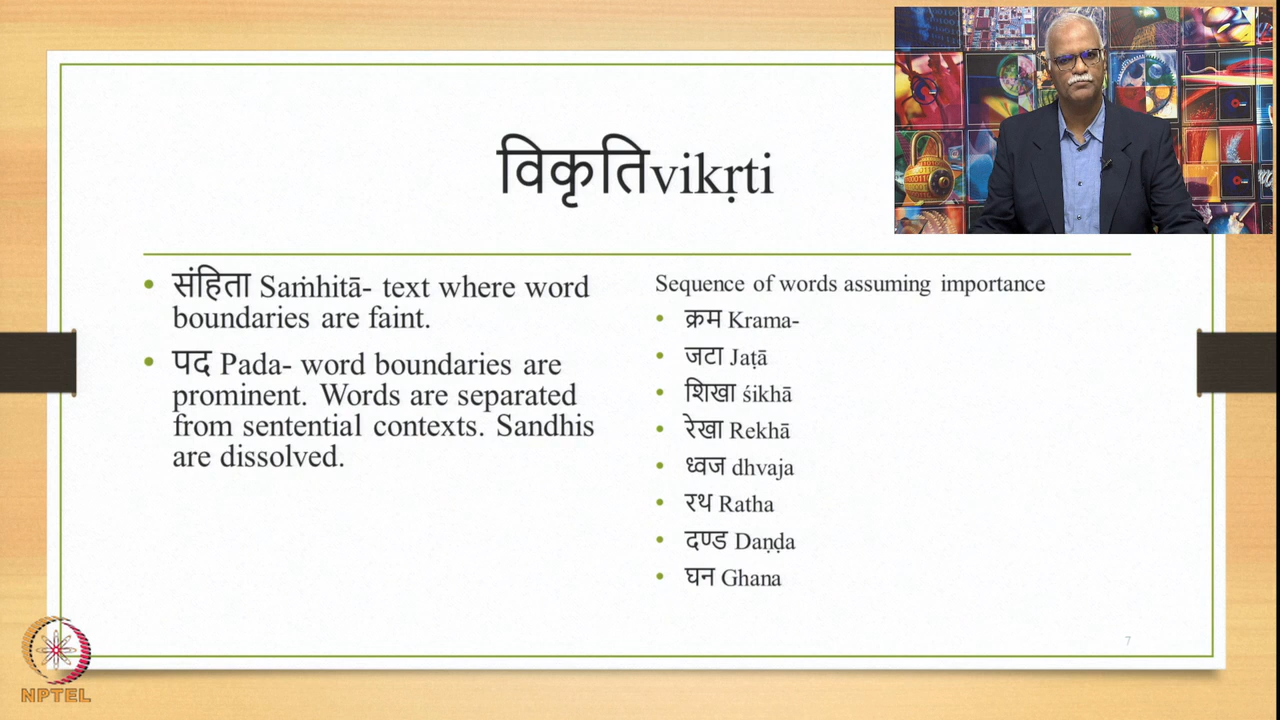 विकृतिvikṛti
संहिता Saṁhitā- text where word
boundaries are faint.
पद Pada- word boundaries are
prominent. Words are separated
from sentential contexts. Sandhis
are dissolved.
Sequence of words assuming importance
क्रम Krama-
जटा Jaṭā
शिखा śikhā
रेखा Rekhā
ध्वज dhvaja
रथ Ratha
दण्ड Daṇḍa
घन Ghana
7
NPTEL